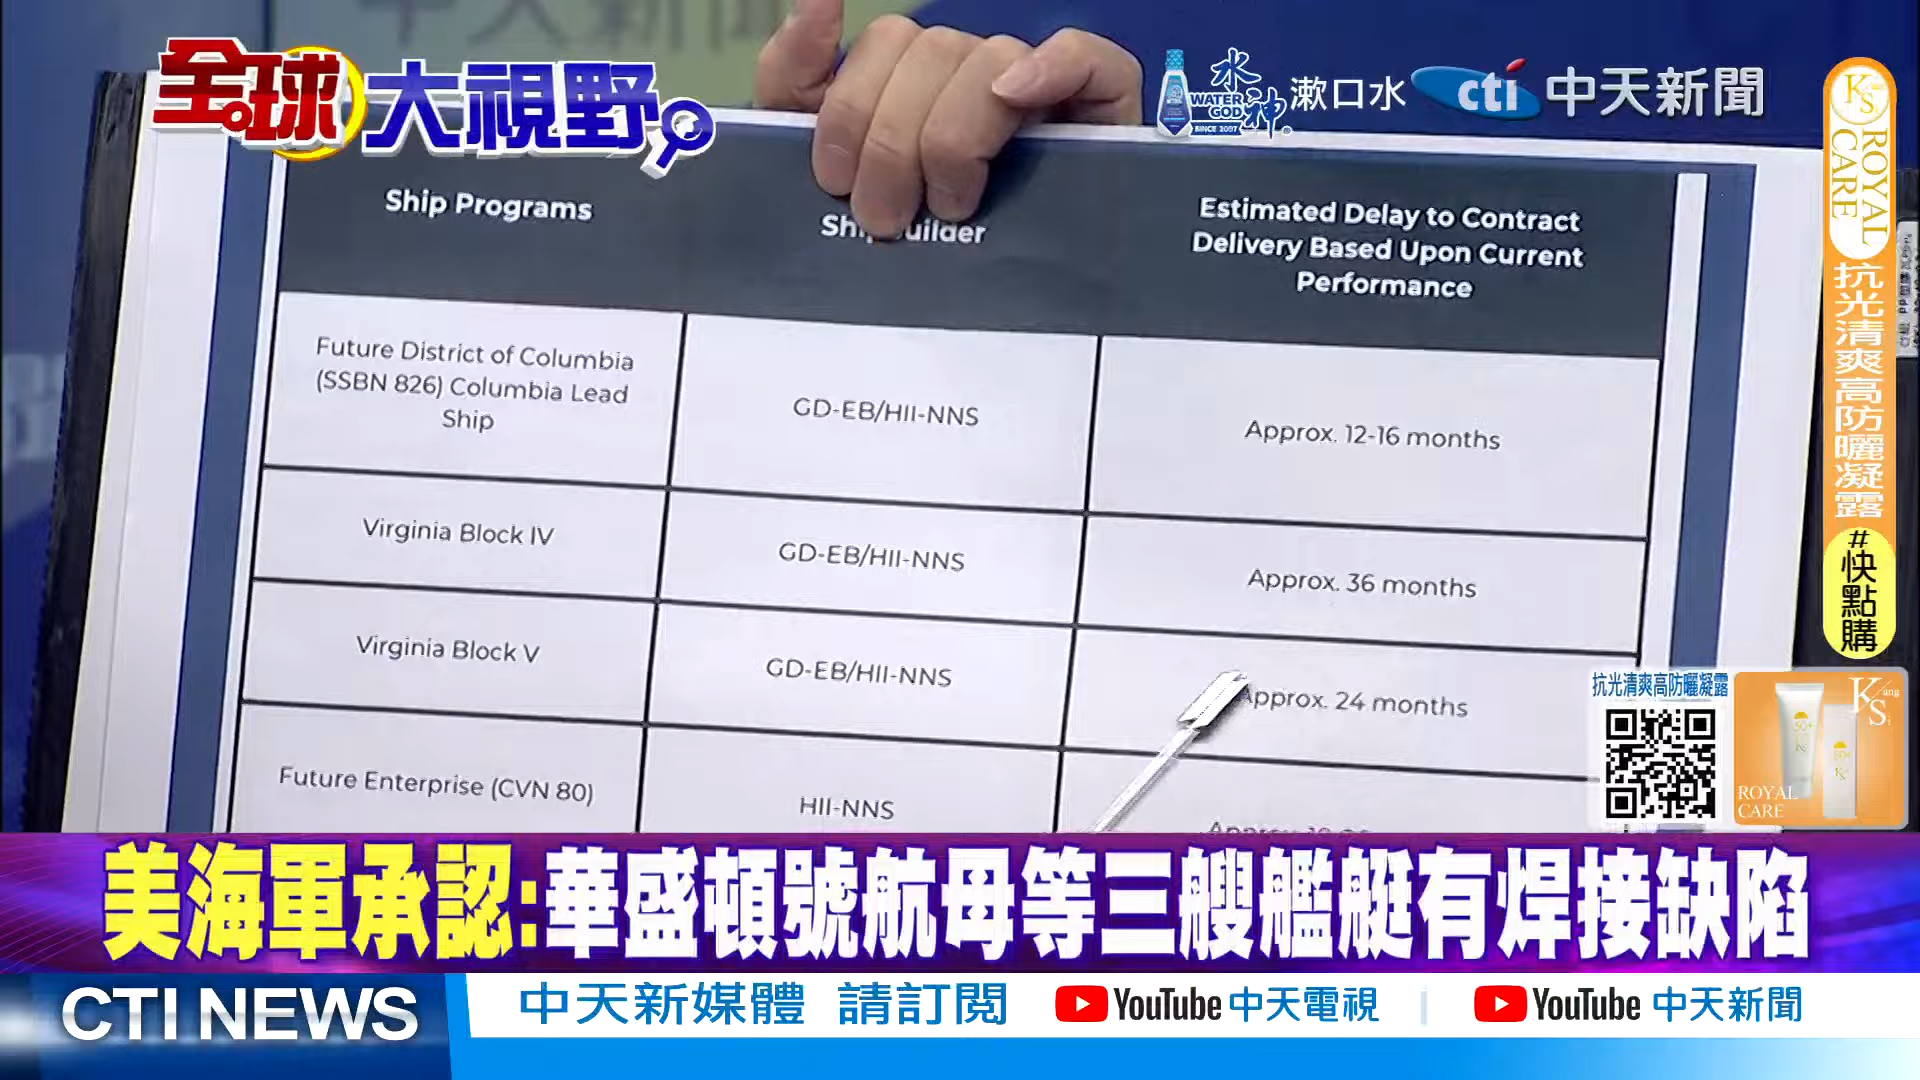 全球大視野
水神
WATER GOD
SINCE 2007
漱口水
cti 中天新聞
Ship Programs
Estimated Delay to Contract
Delivery Based Upon Current
Performance
Future District of Columbia
(SSBN 826) Columbia Lead
Ship
GD-EB/HII-NNS
Approx. 12-16 months
Virginia Block IV
GD-EB/HII-NNS
Approx. 36 months
Virginia Block V
GD-EB/HII-NNS
Approx. 24 months
Future Enterprise (CVN 80)
HII-NNS
KS
ROYAL
CARE
抗光清爽高防曬凝露
#快點購
抗光清爽高防曬凝露
ROYAL
CARE
美海軍承認:華盛頓號航母等三艘艦艇有焊接缺陷
CTI NEWS
中天新媒體 請訂閱 YouTube 中天電視 | YouTube 中天新聞